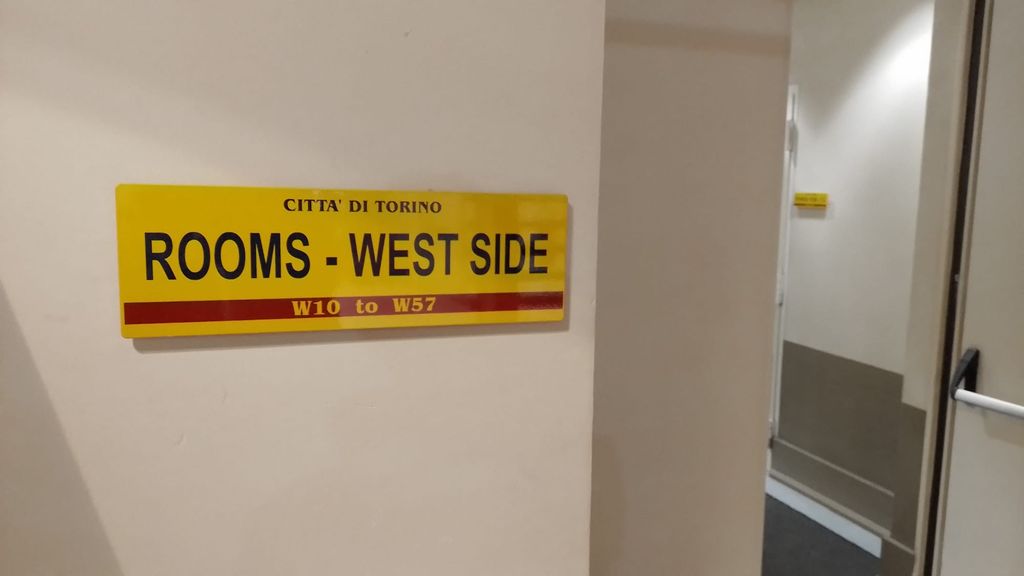 CITTA' DI TORINO
ROOMS - WEST SIDE
W10 to W57